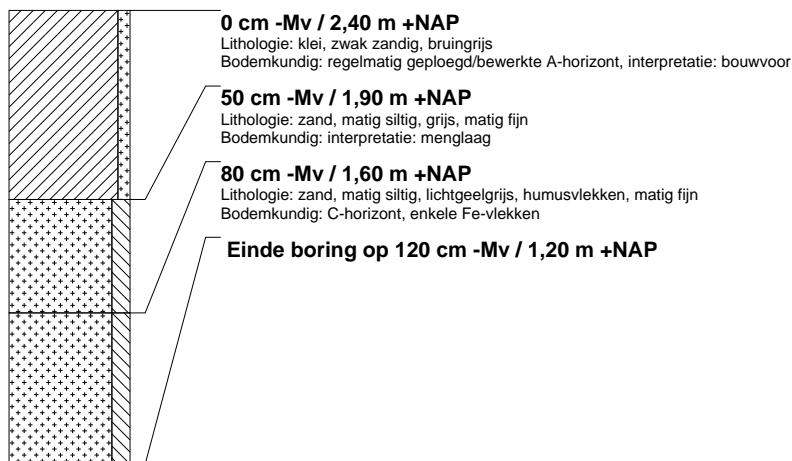 0 cm -Mv / 2,40 m +NAP
Lithologie: klei, zwak zandig, bruingrijs
Bodemkundig: regelmatig geploegd/bewerkte A-horizont, interpretatie: bouwvoor
50 cm -Mv / 1,90 m +NAP
Lithologie: zand, matig siltig, grijs, matig fijn
Bodemkundig: interpretatie: menglaag
80 cm -Mv / 1,60 m +NAP
Lithologie: zand, matig siltig, lichtgeelgrijs, humusvlekken, matig fijn
Bodemkundig: C-horizont, enkele Fe-vlekken
Einde boring op 120 cm -Mv / 1,20 m +NAP